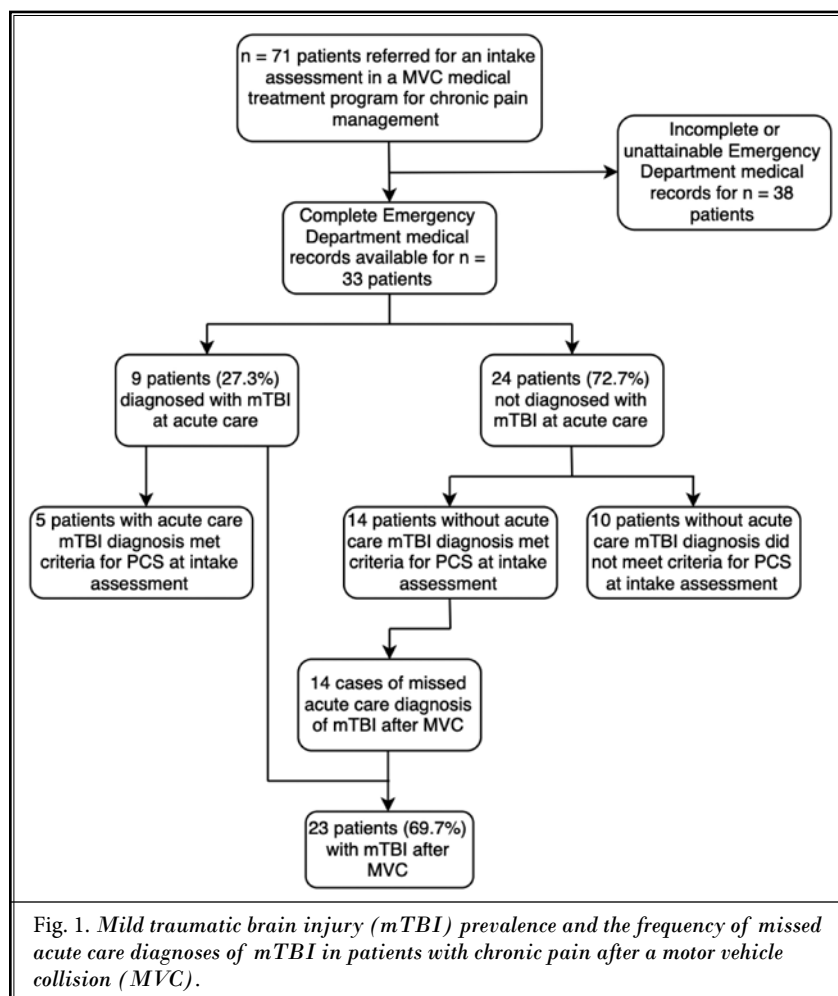 n = 71 patients referred for an intake
assessment in a MVC medical
treatment program for chronic pain
management
Incomplete or
unattainable Emergency
Department medical
records for n = 38
patients
Complete Emergency
Department medical
records available for n =
33 patients
9 patients (27.3%)
diagnosed with mTBI
at acute care
24 patients (72.7%)
not diagnosed with
mTBI at acute care
5 patients with acute care
mTBI diagnosis met
criteria for PCS at intake
assessment
14 patients without acute
care mTBI diagnosis met
criteria for PCS at intake
assessment
10 patients without acute
care mTBI diagnosis did
not meet criteria for PCS
at intake assessment
14 cases of missed
acute care diagnosis
of mTBI after MVC
23 patients (69.7%)
with mTBI after
MVC
Fig. 1. Mild traumatic brain injury (mTBI) prevalence and the frequency of missed
acute care diagnoses of mTBI in patients with chronic pain after a motor vehicle
collision (MVC).